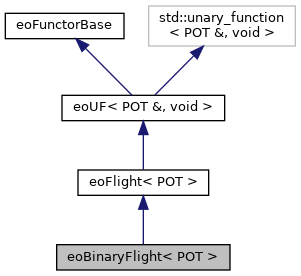 eoFunctorBase
std::unary_function
< POT &, void >
eoUF< POT &, void >
eoFlight< POT >
eoBinaryFlight< POT >